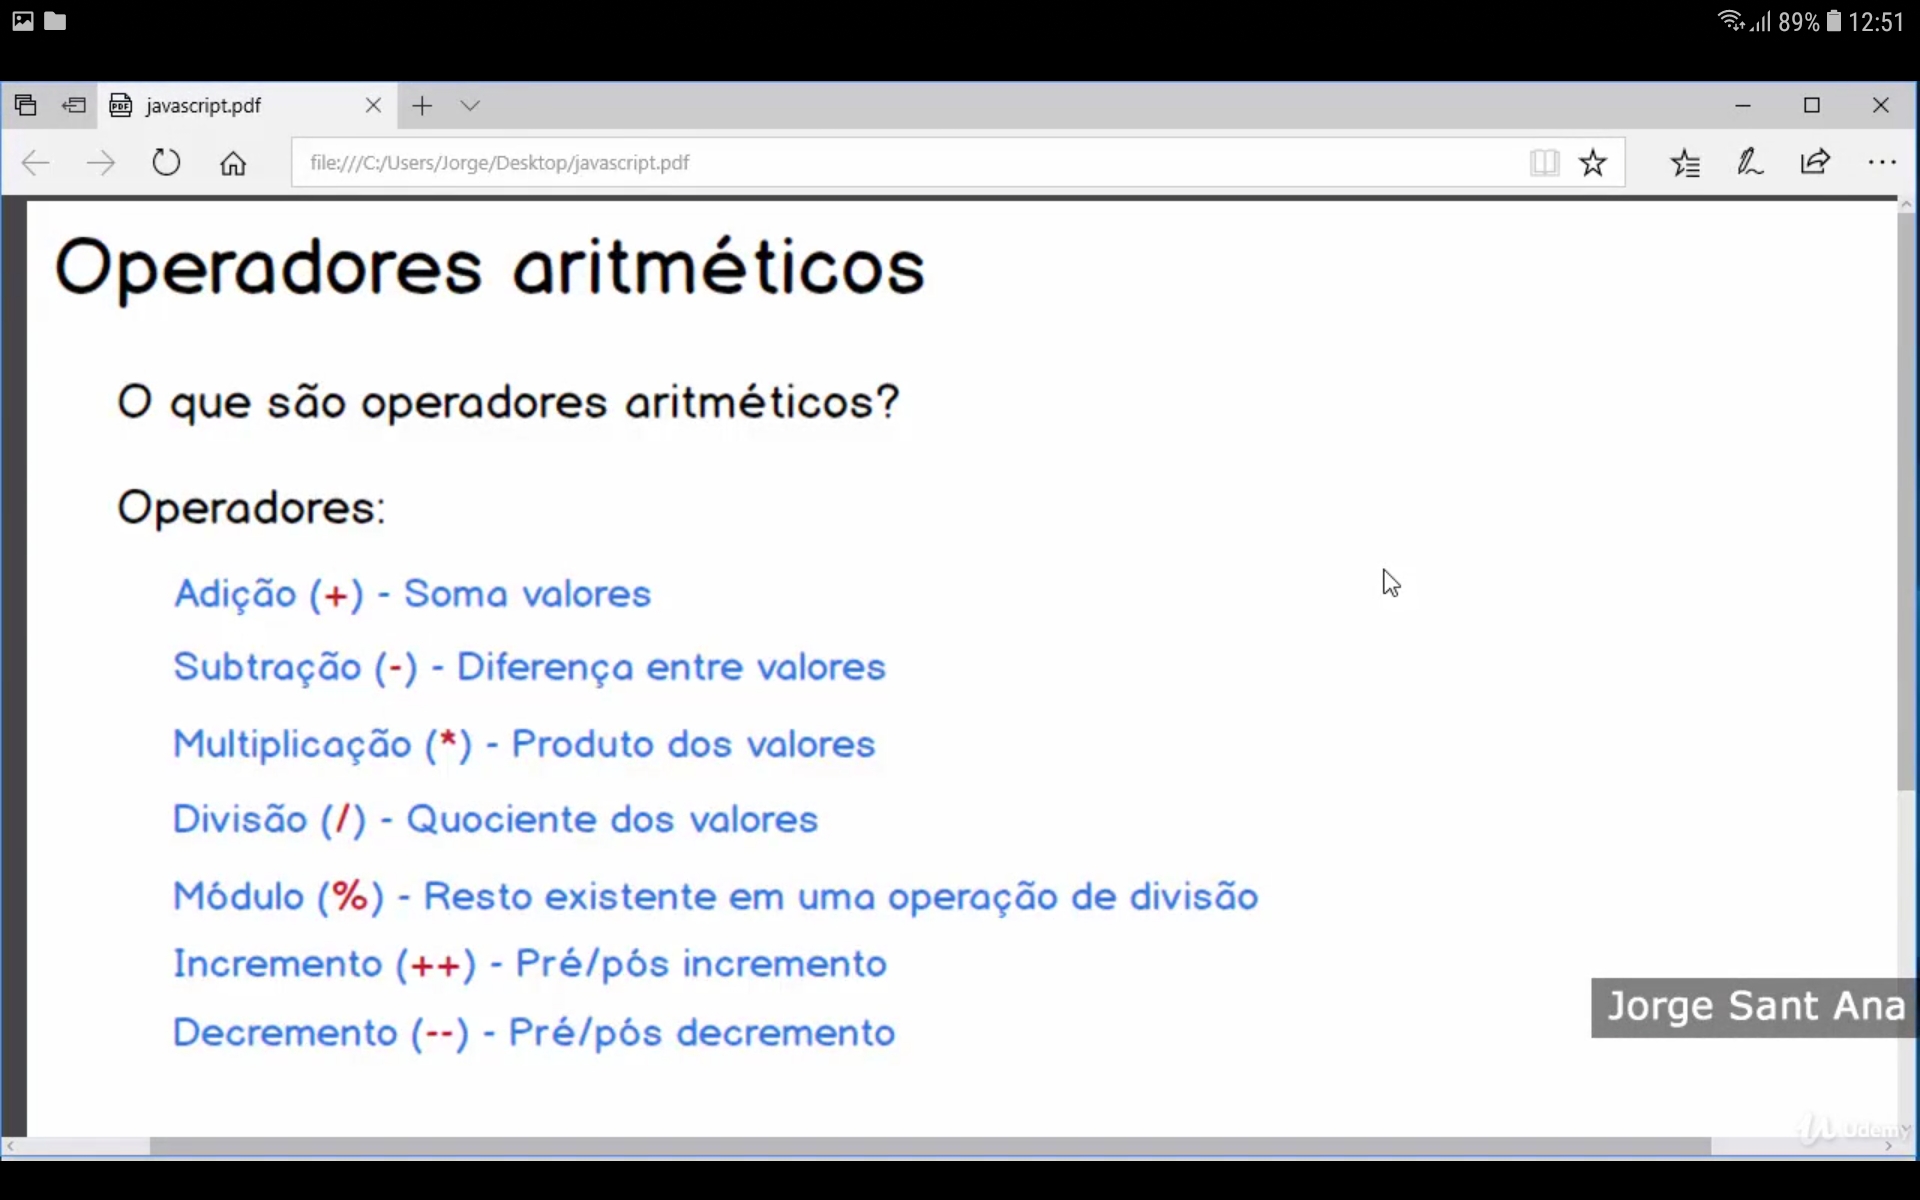 89% 12:51
javascript.pdf
file:///C:/Users/Jorge/Desktop/javascript.pdf
Operadores aritméticos
O que são operadores aritméticos?
Operadores:
Adição (+) - Soma valores
Subtração (-) - Diferença entre valores
Multiplicação (*) - Produto dos valores
Divisão (/) - Quociente dos valores
Módulo (%) - Resto existente em uma operação de divisão
Incremento (++) - Pré/pós incremento
Decremento (--) - Pré/pós decremento
Jorge Sant Ana
Udemy